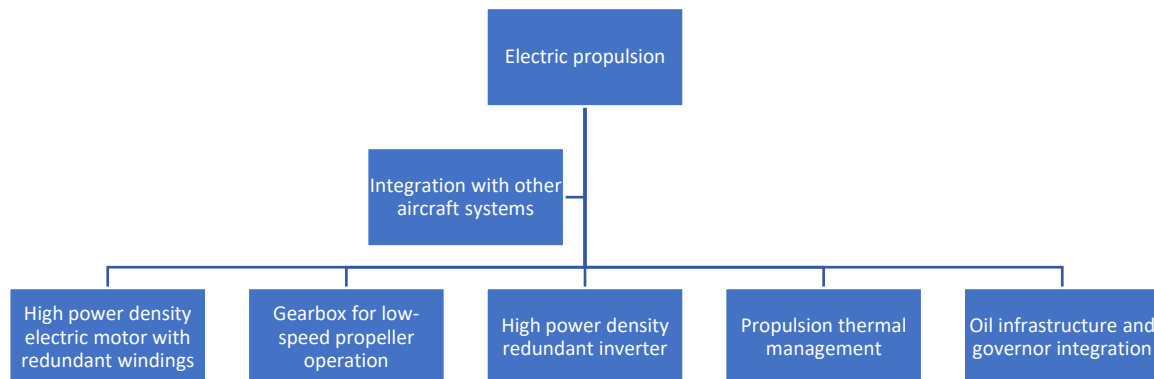 Electric propulsion
Integration with other
aircraft systems
High power density
electric motor with
redundant windings
Gearbox for low-
speed propeller
operation
High power density
redundant inverter
Propulsion thermal
management
Oil infrastructure and
governor integration